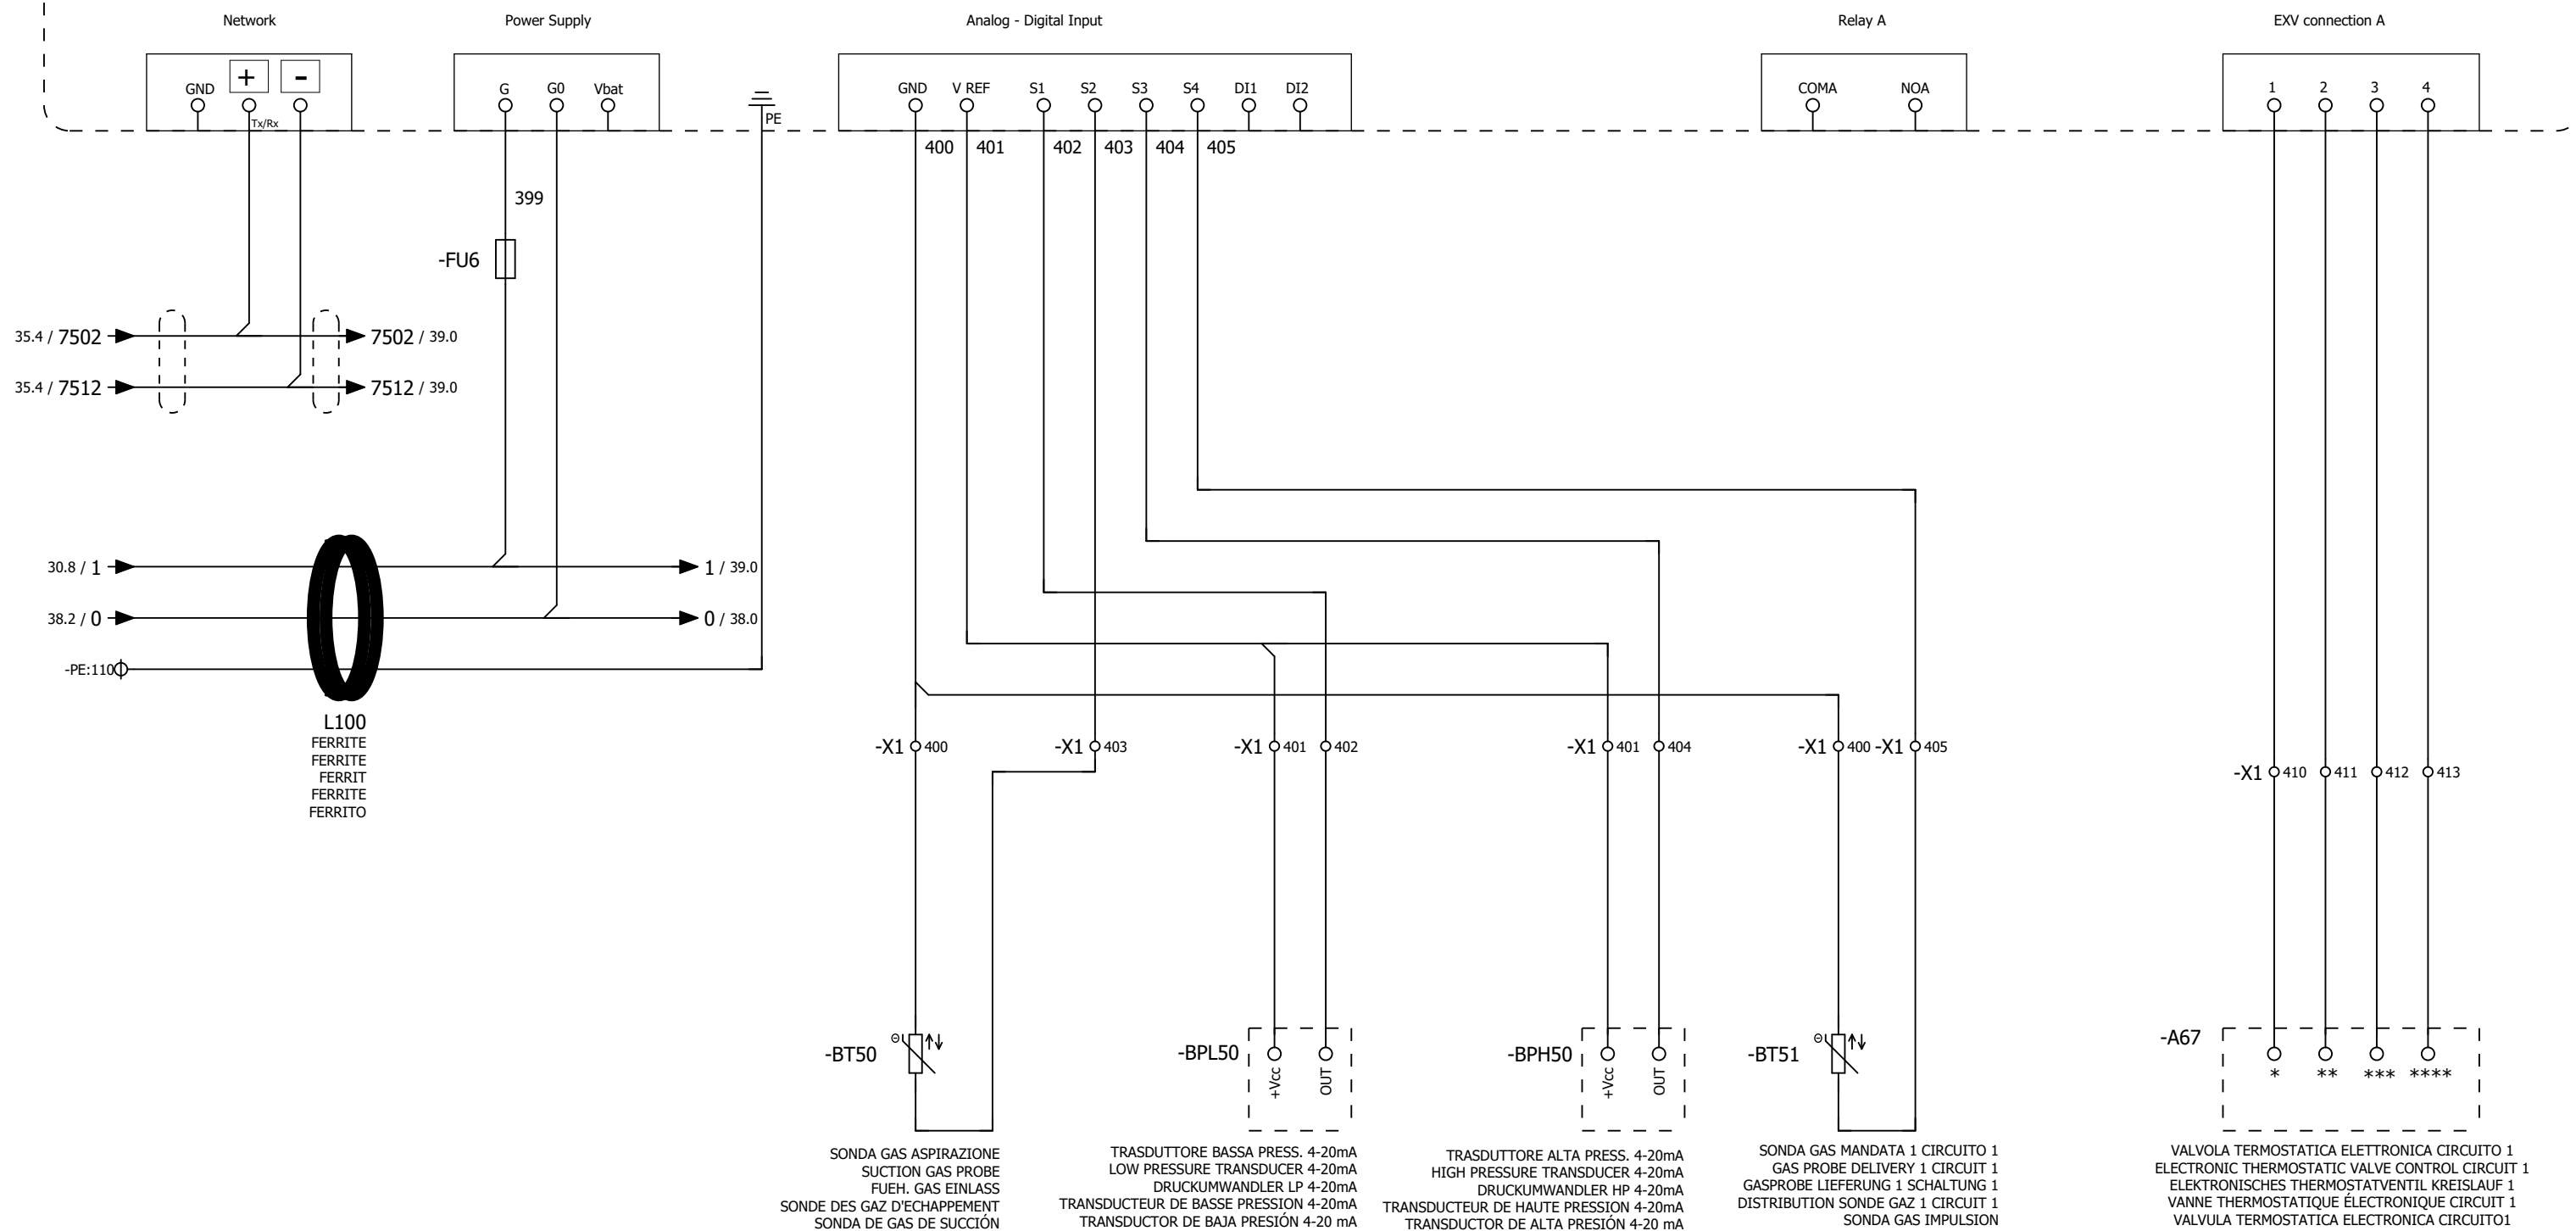 Network Power Supply Analog - Digital Input Relay A EXV connection A
GND + - G G0 Vbat GND V REF S1 S2 S3 S4 DI1 DI2 COMA NOA 1 2 3 4
Tx/Rx PE
400 401 402 403 404 405
399
-FU6
35.4 / 7502 7502 / 39.0
35.4 / 7512 7512 / 39.0
30.8 / 1 1 / 39.0
38.2 / 0 0 / 38.0
-PE:110
L100
FERRITE
FERRITE
FERRIT
FERRITE
FERRITO
-X1 400 -X1 403 -X1 401 402 -X1 401 404 -X1 400 -X1 405
-X1 410 411 412 413
-BT50 Θ -BPL50 +Vcc OUT -BPH50 +Vcc OUT -BT51 Θ -A67 * ** *** ****
SONDA GAS ASPIRAZIONE
SUCTION GAS PROBE
FUEH. GAS EINLASS
SONDE DES GAZ D'ECHAPPEMENT
SONDA DE GAS DE SUCCIÓN
TRASDUTTORE BASSA PRESS. 4-20mA
LOW PRESSURE TRANSDUCER 4-20mA
DRUCKUMWANDLER LP 4-20mA
TRANSDUCTEUR DE BASSE PRESSION 4-20mA
TRANSDUCTOR DE BAJA PRESIÓN 4-20 mA
TRASDUTTORE ALTA PRESS. 4-20mA
HIGH PRESSURE TRANSDUCER 4-20mA
DRUCKUMWANDLER HP 4-20mA
TRANSDUCTEUR DE HAUTE PRESSION 4-20mA
TRANSDUCTOR DE ALTA PRESIÓN 4-20 mA
SONDA GAS MANDATA 1 CIRCUITO 1
GAS PROBE DELIVERY 1 CIRCUIT 1
GASPROBE LIEFERUNG 1 SCHALTUNG 1
DISTRIBUTION SONDE GAZ 1 CIRCUIT 1
SONDA GAS IMPULSION
VALVOLA TERMOSTATICA ELETTRONICA CIRCUITO 1
ELECTRONIC THERMOSTATIC VALVE CONTROL CIRCUIT 1
ELEKTRONISCHES THERMOSTATVENTIL KREISLAUF 1
VANNE THERMOSTATIQUE ÉLECTRONIQUE CIRCUIT 1
VALVULA TERMOSTATICA ELECTRONICA CIRCUITO1